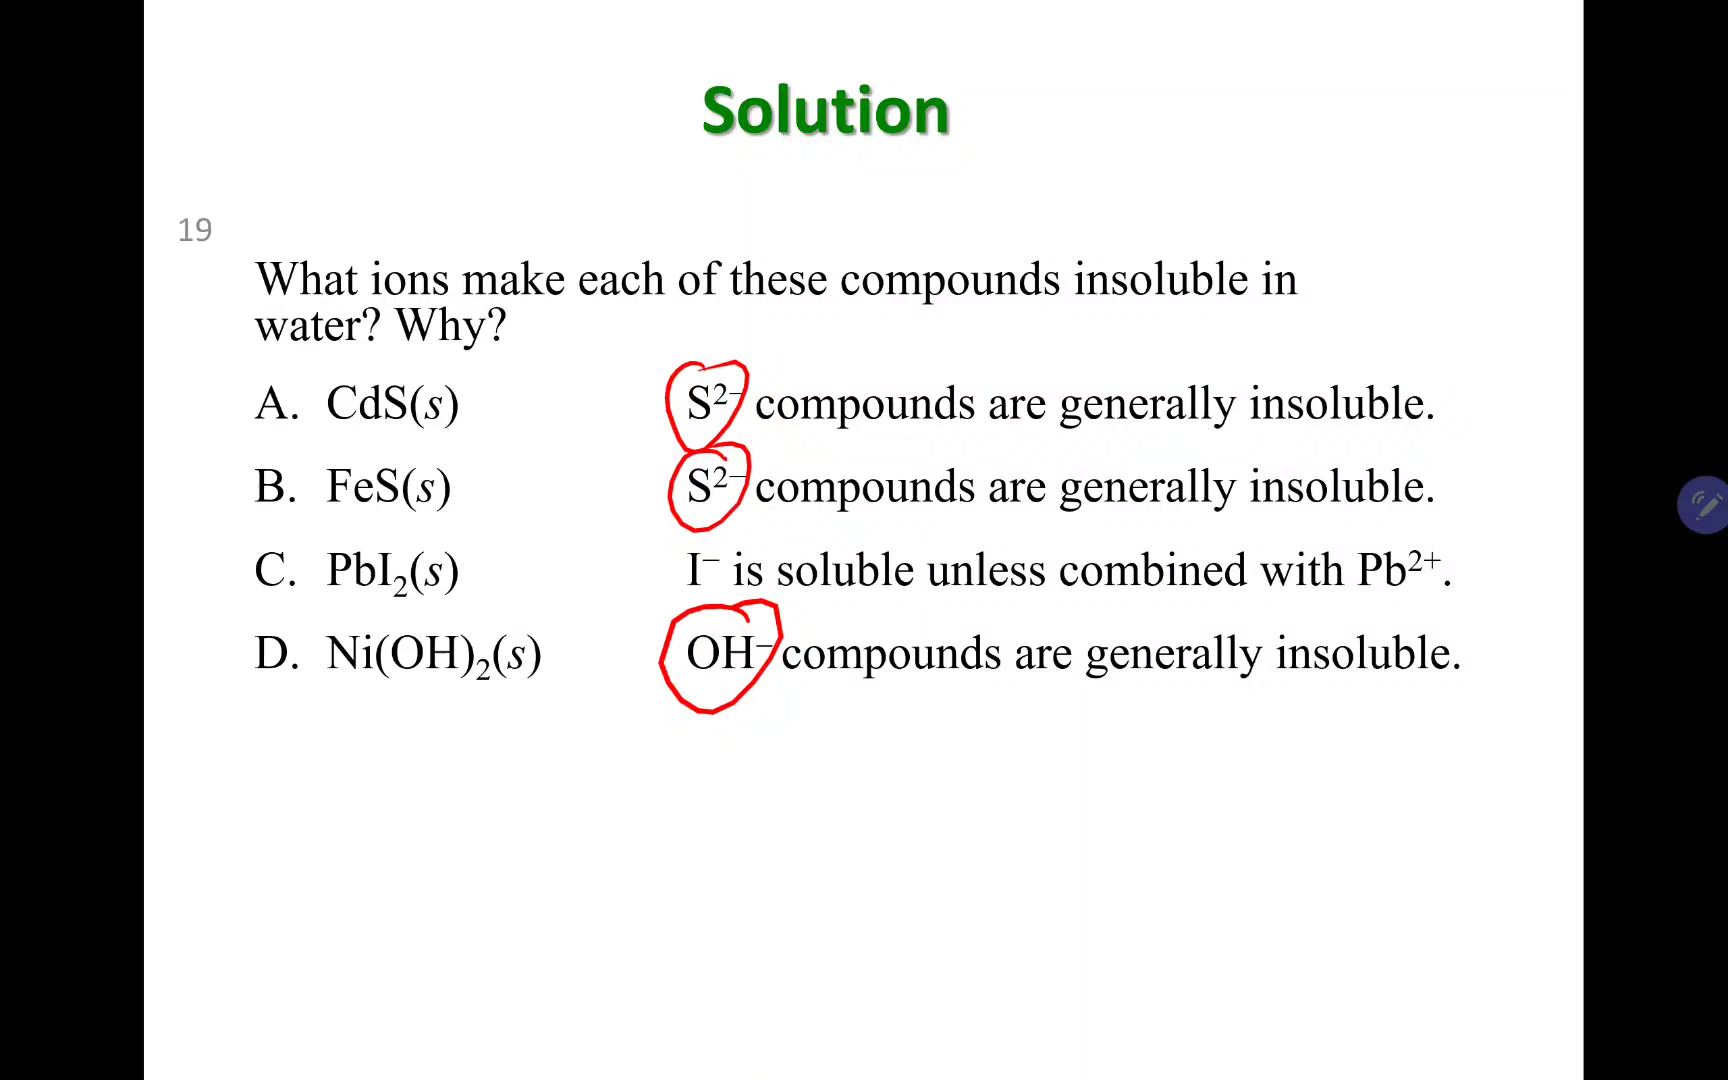 Solution
19
What ions make each of these compounds insoluble in
water? Why?
A. CdS(s) S²⁻ compounds are generally insoluble.
B. FeS(s) S²⁻ compounds are generally insoluble.
C. PbI₂(s) I⁻ is soluble unless combined with Pb²⁺.
D. Ni(OH)₂(s) OH⁻ compounds are generally insoluble.